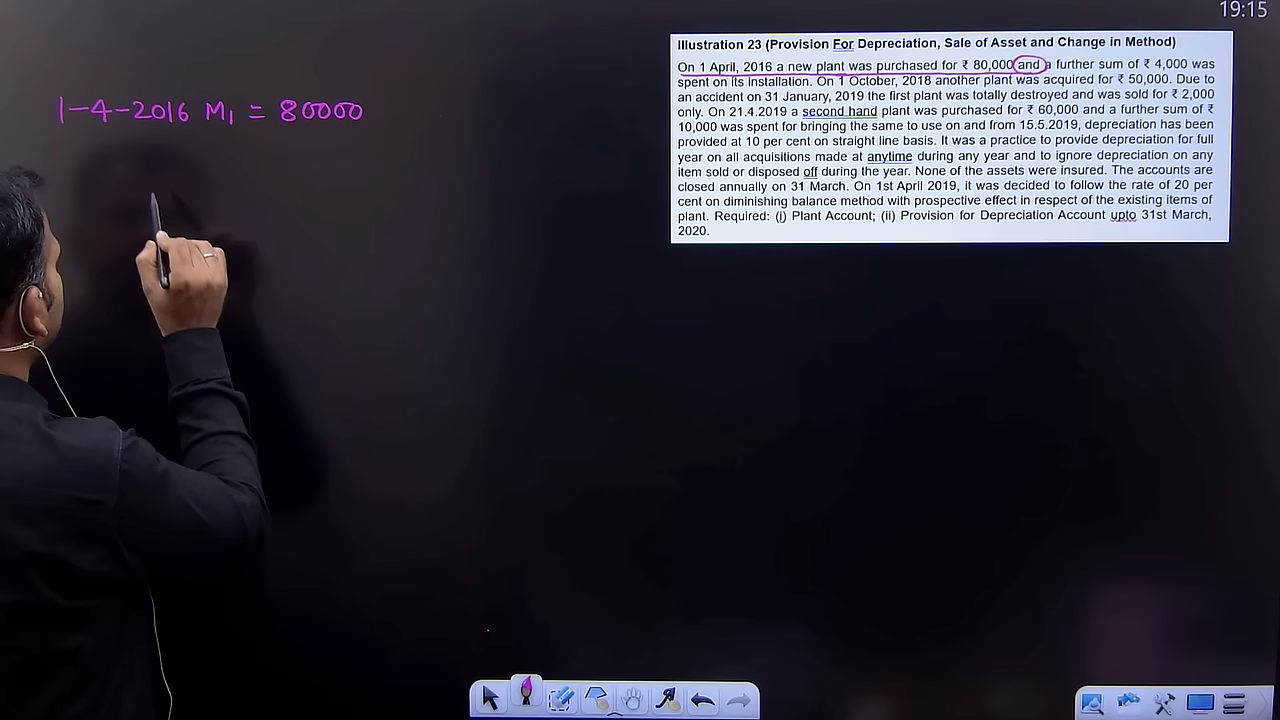 19:15
Illustration 23 (Provision For Depreciation, Sale of Asset and Change in Method)
On 1 April, 2016 a new plant was purchased for ₹ 80,000 and a further sum of ₹ 4,000 was
spent on its installation. On 1 October, 2018 another plant was acquired for ₹ 50,000. Due to
an accident on 31 January, 2019 the first plant was totally destroyed and was sold for ₹ 2,000
only. On 21.4.2019 a second hand plant was purchased for ₹ 60,000 and a further sum of ₹
10,000 was spent for bringing the same to use on and from 15.5.2019, depreciation has been
provided at 10 per cent on straight line basis. It was a practice to provide depreciation for full
year on all acquisitions made at anytime during any year and to ignore depreciation on any
item sold or disposed off during the year. None of the assets were insured. The accounts are
closed annually on 31 March. On 1st April 2019, it was decided to follow the rate of 20 per
cent on diminishing balance method with prospective effect in respect of the existing items of
plant. Required: (i) Plant Account; (ii) Provision for Depreciation Account upto 31st March,
2020.
1-4-2016 M1 = 80000